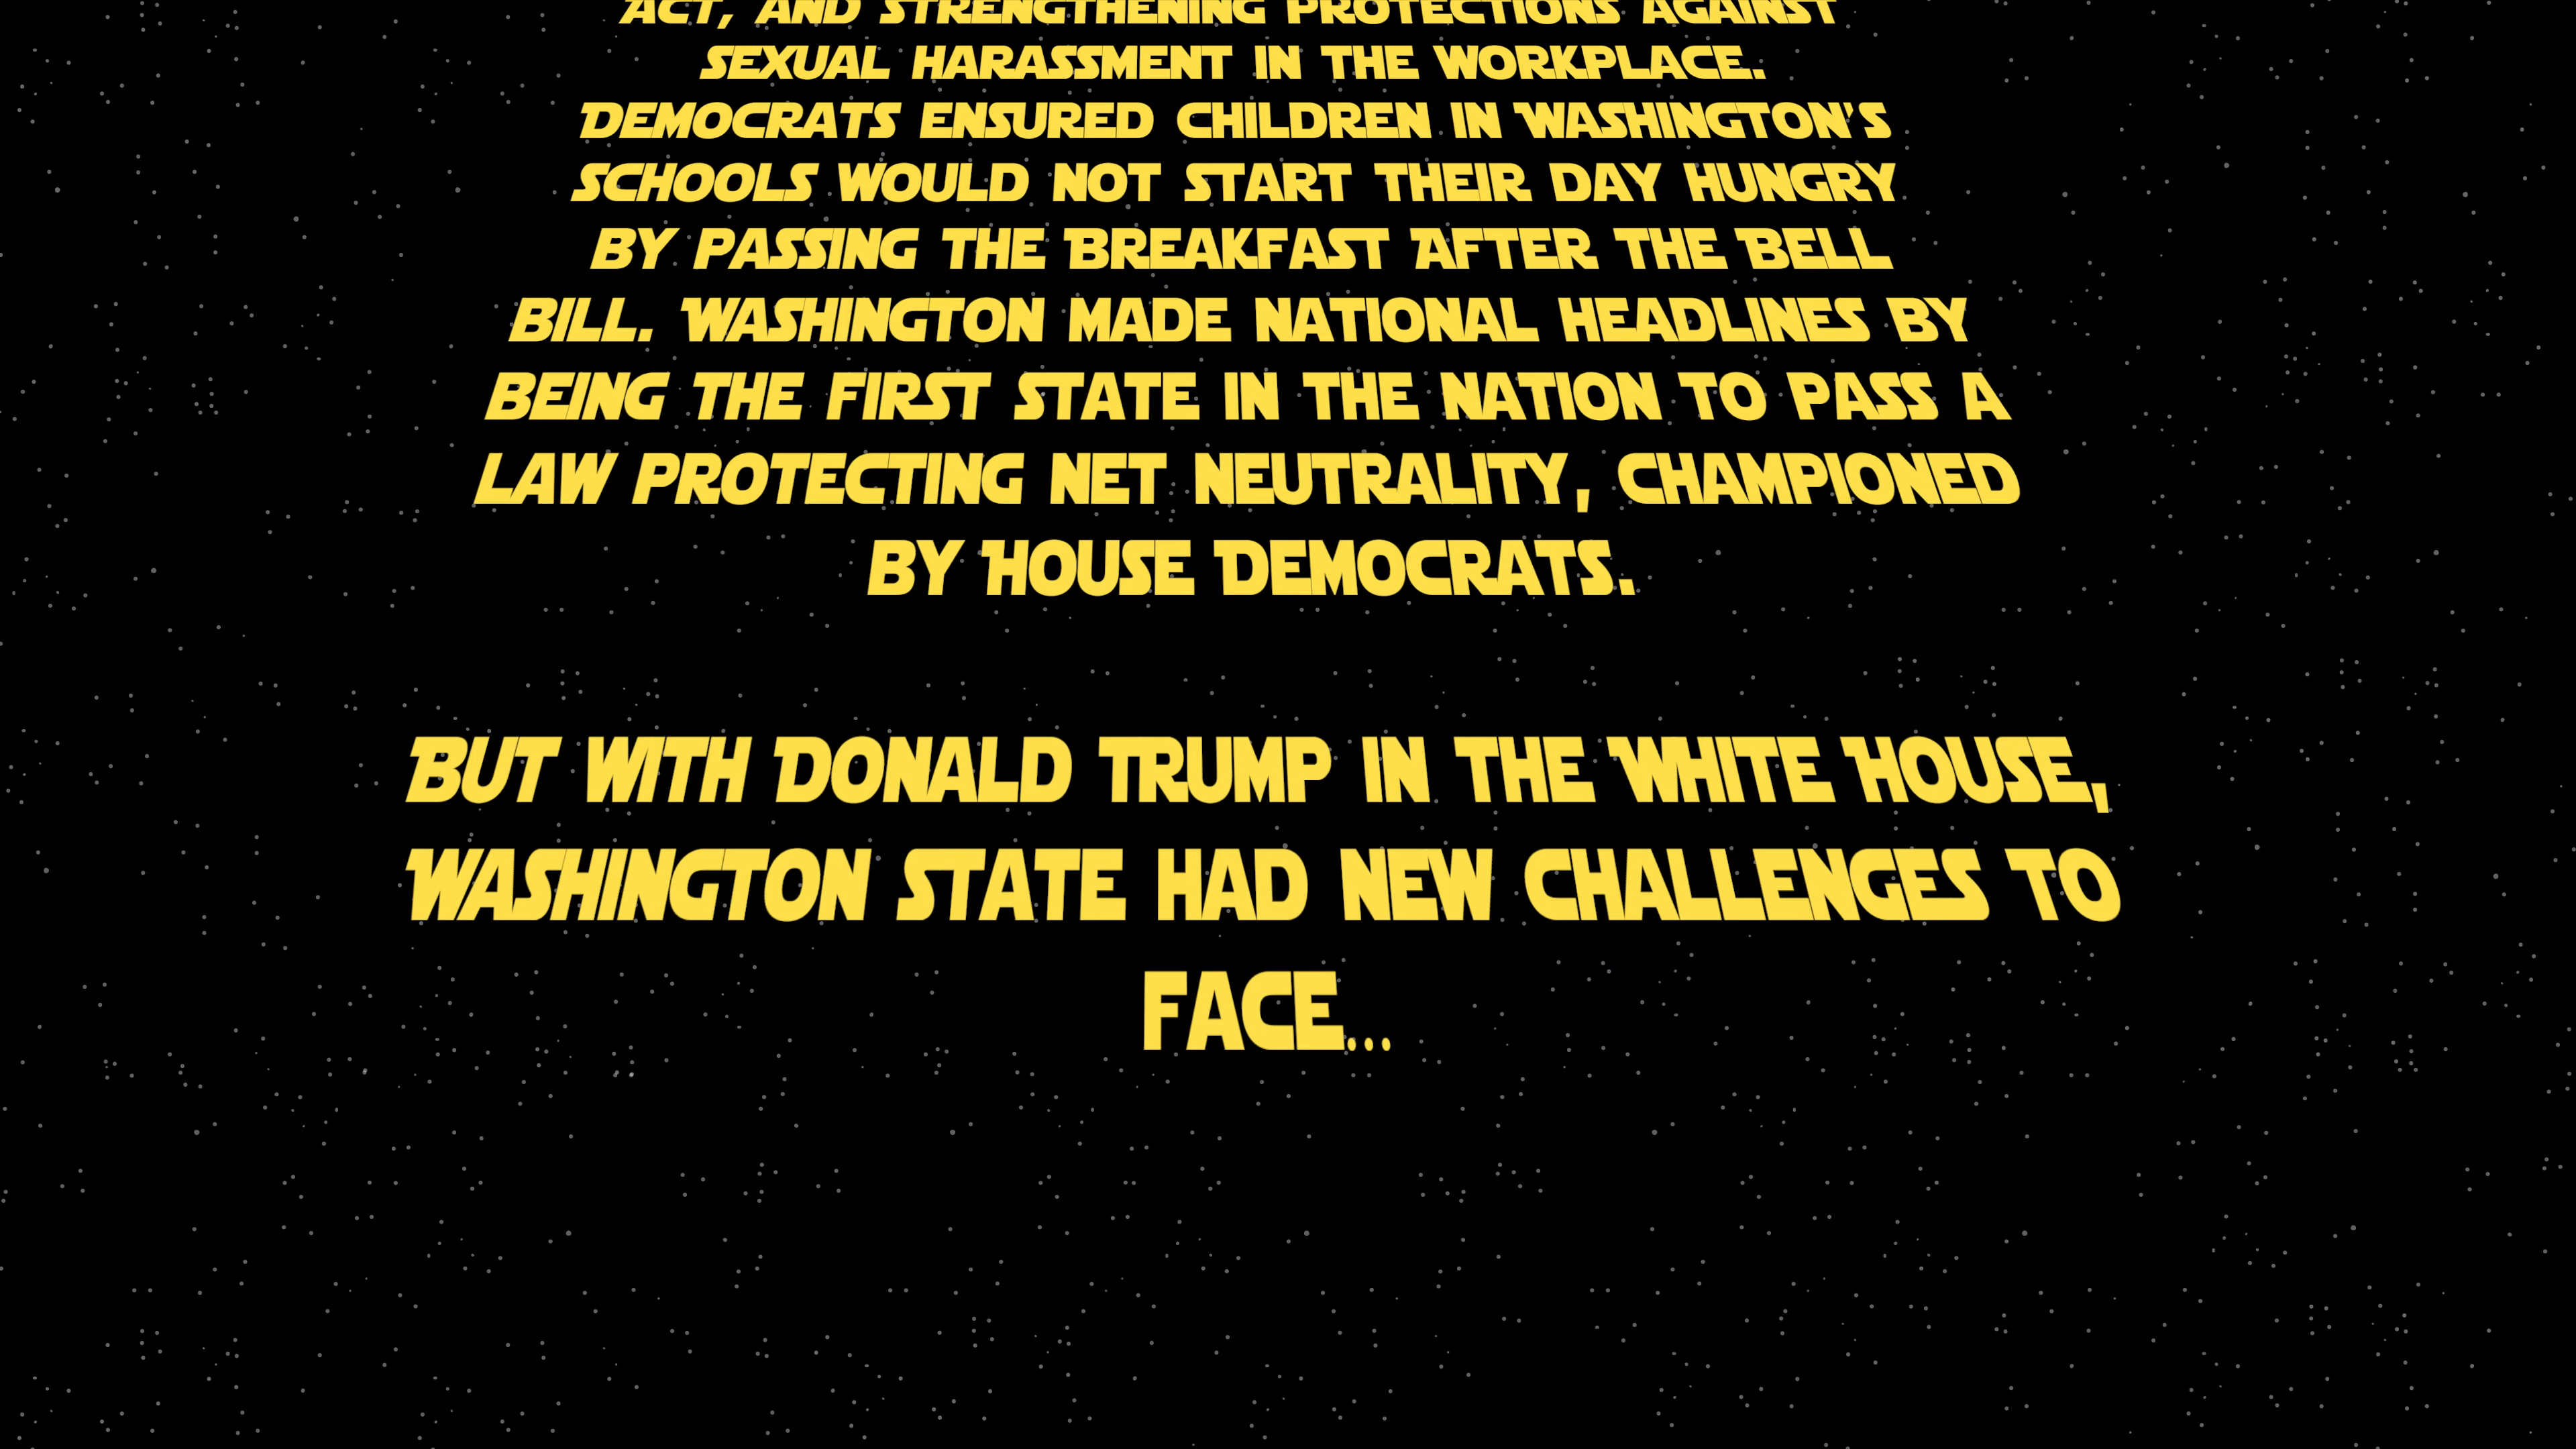 ACT, AND STRENGTHENING PROTECTIONS AGAINST
SEXUAL HARASSMENT IN THE WORKPLACE.
DEMOCRATS ENSURED CHILDREN IN WASHINGTON'S
SCHOOLS WOULD NOT START THEIR DAY HUNGRY
BY PASSING THE BREAKFAST AFTER THE BELL
BILL. WASHINGTON MADE NATIONAL HEADLINES BY
BEING THE FIRST STATE IN THE NATION TO PASS A
LAW PROTECTING NET NEUTRALITY, CHAMPIONED
BY HOUSE DEMOCRATS.
BUT WITH DONALD TRUMP IN THE WHITE HOUSE,
WASHINGTON STATE HAD NEW CHALLENGES TO
FACE...